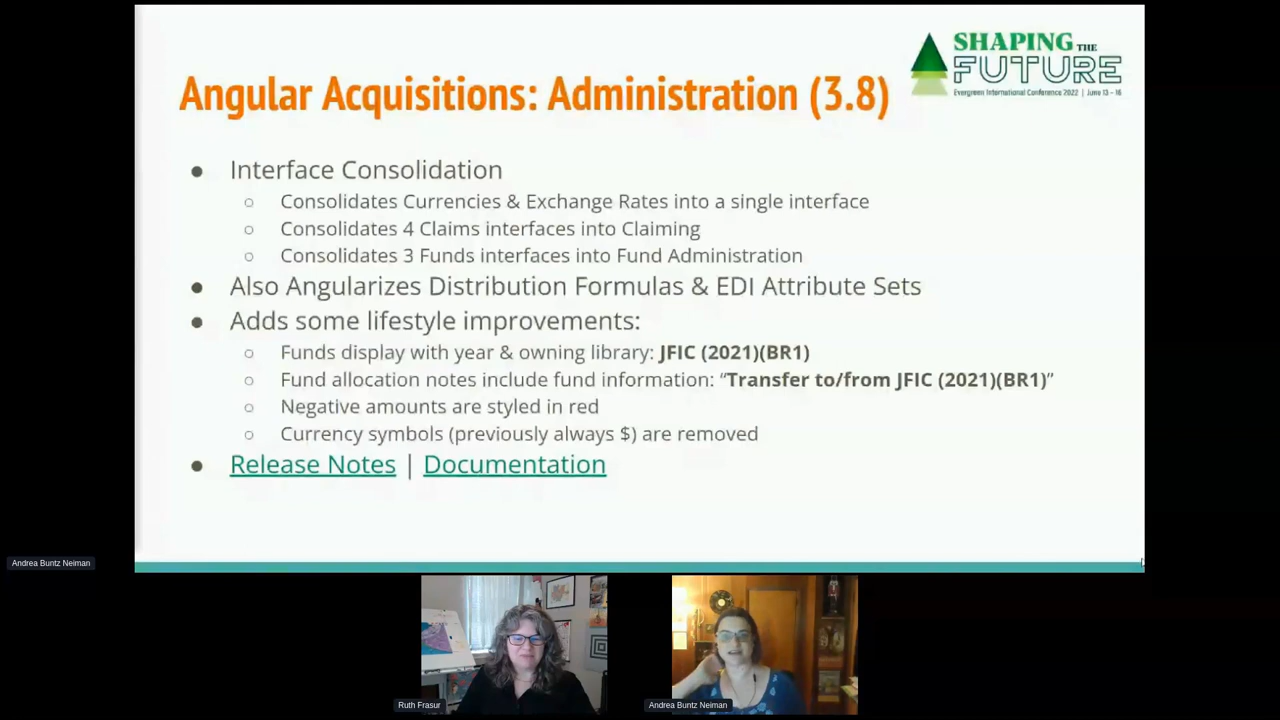 SHAPING THE
FUTURE
Evergreen International Conference 2022 | June 13 - 16
Angular Acquisitions: Administration (3.8)
● Interface Consolidation
○ Consolidates Currencies & Exchange Rates into a single interface
○ Consolidates 4 Claims interfaces into Claiming
○ Consolidates 3 Funds interfaces into Fund Administration
● Also Angularizes Distribution Formulas & EDI Attribute Sets
● Adds some lifestyle improvements:
○ Funds display with year & owning library: JFIC (2021)(BR1)
○ Fund allocation notes include fund information: “Transfer to/from JFIC (2021)(BR1)”
○ Negative amounts are styled in red
○ Currency symbols (previously always $) are removed
● Release Notes | Documentation
Andrea Buntz Neiman
Ruth Frasur
Andrea Buntz Neiman